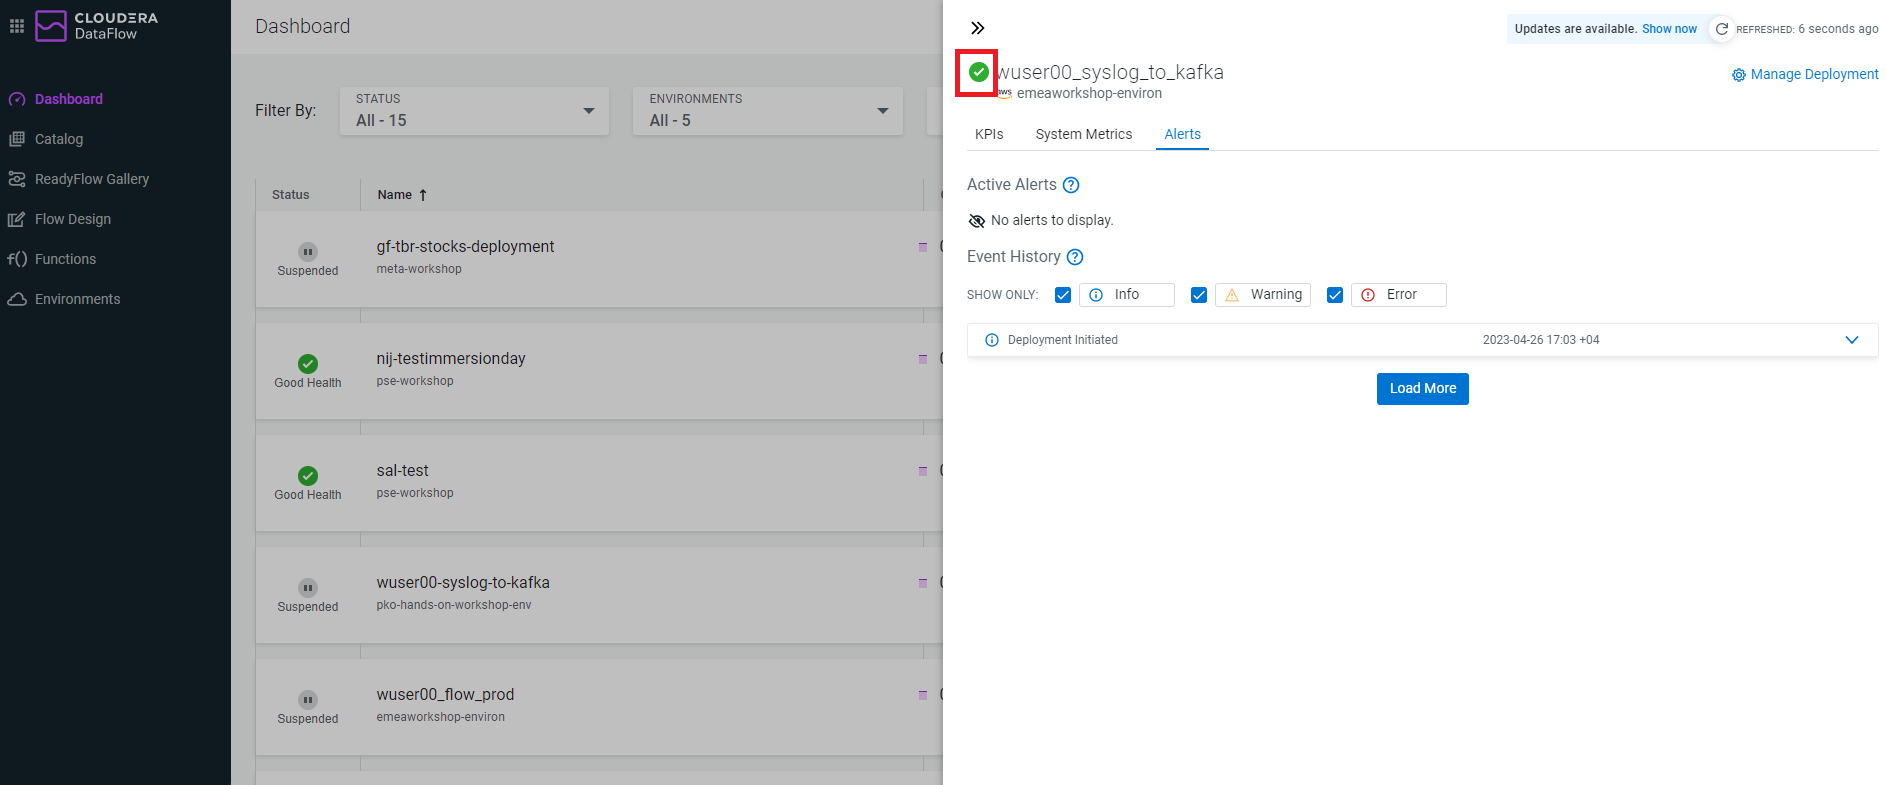 CLOUDERA
DataFlow
Dashboard
Catalog
ReadyFlow Gallery
Flow Design
Functions
Environments
Dashboard
Filter By:
STATUS
All - 15
ENVIRONMENTS
All - 5
Status
Name
Suspended
gf-tbr-stocks-deployment
meta-workshop
Good Health
nij-testimmersionday
pse-workshop
Good Health
sal-test
pse-workshop
Suspended
wuser00-syslog-to-kafka
pko-hands-on-workshop-env
Suspended
wuser00_flow_prod
emeaworkshop-environ
Updates are available. Show now
REFRESHED: 6 seconds ago
wuser00_syslog_to_kafka
aws emeaworkshop-environ
Manage Deployment
KPIs System Metrics Alerts
Active Alerts ?
No alerts to display.
Event History ?
SHOW ONLY: Info Warning Error
Deployment Initiated 2023-04-26 17:03 +04
Load More